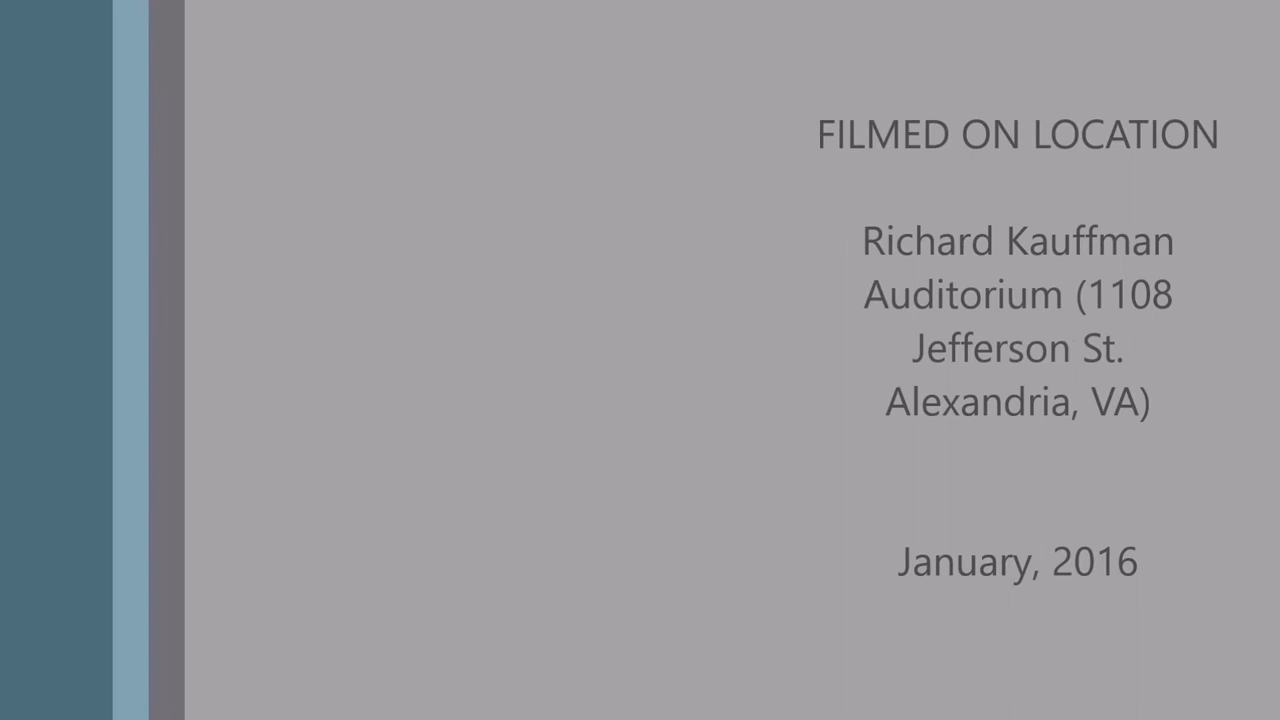 FILMED ON LOCATION
Richard Kauffman
Auditorium (1108
Jefferson St.
Alexandria, VA)
January, 2016